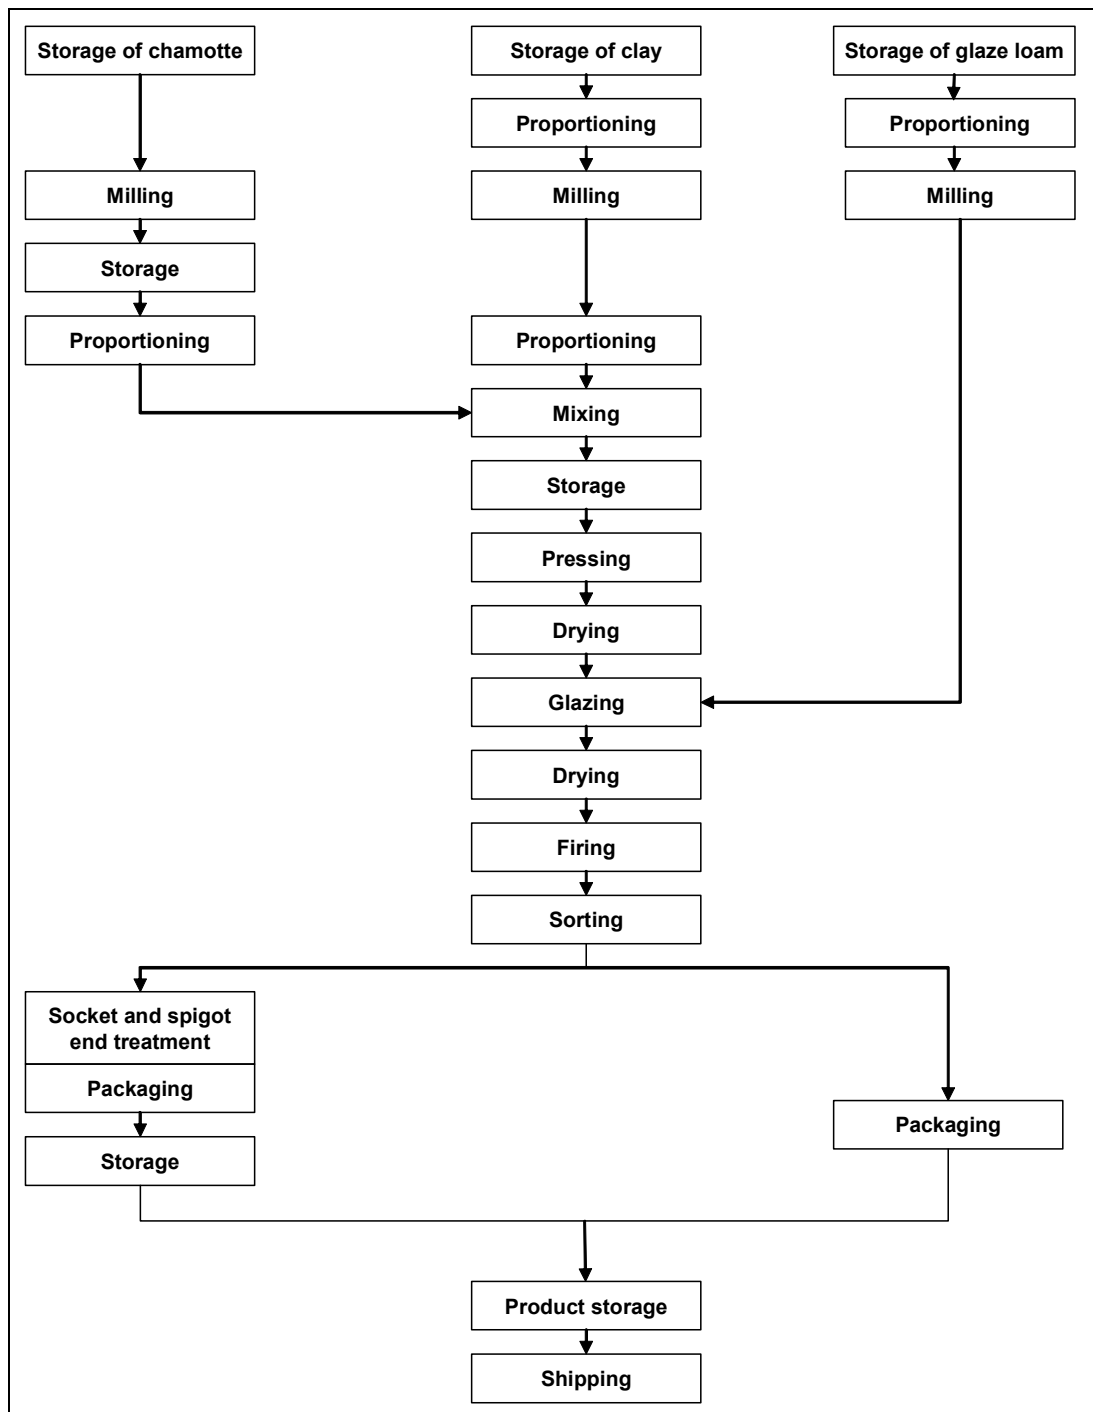 Storage of chamotte
Storage of clay
Storage of glaze loam
Proportioning
Proportioning
Milling
Milling
Milling
Storage
Proportioning
Proportioning
Mixing
Storage
Pressing
Drying
Glazing
Drying
Firing
Sorting
Socket and spigot
end treatment
Packaging
Packaging
Storage
Product storage
Shipping